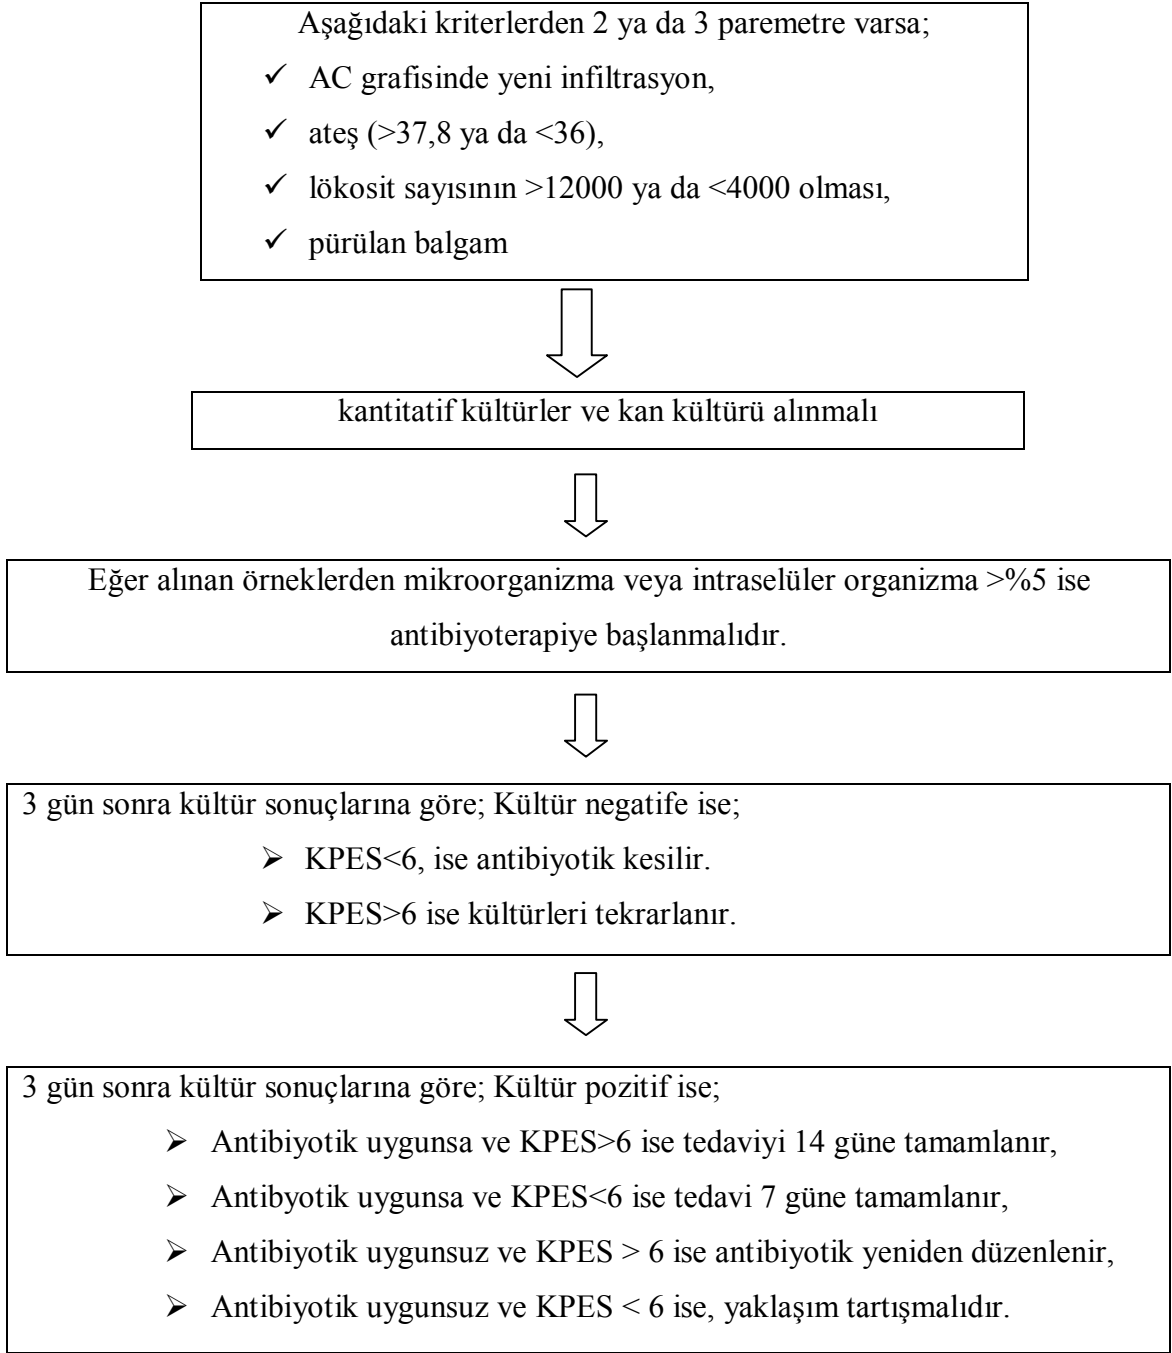 Aşağıdaki kriterlerden 2 ya da 3 paremetre varsa;
✓ AC grafisinde yeni infiltrasyon,
✓ ateş (>37,8 ya da <36),
✓ lökosit sayısının >12000 ya da <4000 olması,
✓ pürülan balgam
kantitatif kültürler ve kan kültürü alınmalı
Eğer alınan örneklerden mikroorganizma veya intraselüler organizma >%5 ise
antibiyoterapiye başlanmalıdır.
3 gün sonra kültür sonuçlarına göre; Kültür negatife ise;
➢ KPES<6, ise antibiyotik kesilir.
➢ KPES>6 ise kültürleri tekrarlanır.
3 gün sonra kültür sonuçlarına göre; Kültür pozitif ise;
➢ Antibiyotik uygunsa ve KPES>6 ise tedaviyi 14 güne tamamlanır,
➢ Antibyotik uygunsa ve KPES<6 ise tedavi 7 güne tamamlanır,
➢ Antibiyotik uygunsuz ve KPES > 6 ise antibiyotik yeniden düzenlenir,
➢ Antibiyotik uygunsuz ve KPES < 6 ise, yaklaşım tartışmalıdır.